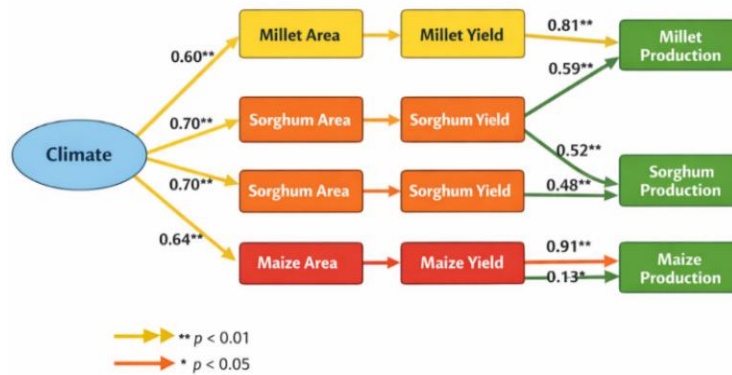 Millet Area
Millet Yield
0.81**
Millet
Production
0.60**
0.59**
0.70**
Sorghum Area
Sorghum Yield
Climate
0.52**
0.70**
Sorghum Area
Sorghum Yield
0.48**
Sorghum
Production
0.64**
Maize Area
Maize Yield
0.91**
0.13*
Maize
Production
** p < 0.01
* p < 0.05